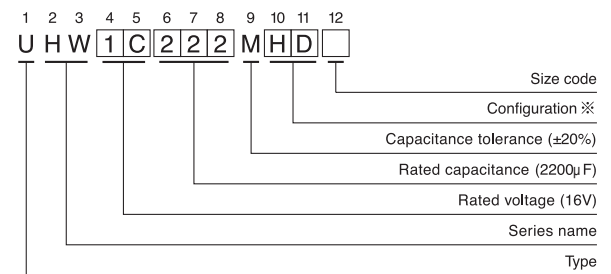 1 2 3 4 5 6 7 8 9 10 11 12
U H W 1 C 2 2 2 M H D
Size code
Configuration ※
Capacitance tolerance (±20%)
Rated capacitance (2200µF)
Rated voltage (16V)
Series name
Type